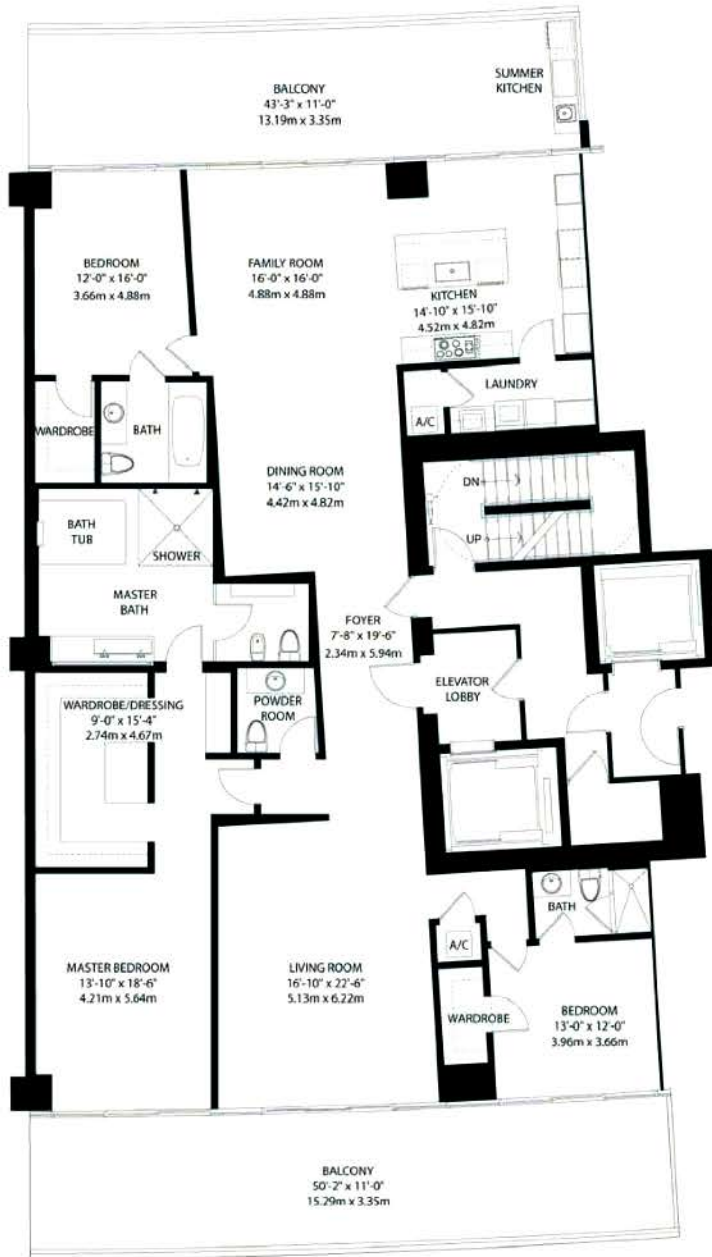 BALCONY
43'-3" x 11'-0"
13.19m x 3.35m
SUMMER
KITCHEN
BEDROOM
12'-0" x 16'-0"
3.66m x 4.88m
FAMILY ROOM
16'-0" x 16'-0"
4.88m x 4.88m
KITCHEN
14'-10" x 15'-10"
4.52m x 4.82m
LAUNDRY
A/C
WARDROBE
BATH
DINING ROOM
14'-6" x 15'-10"
4.42m x 4.82m
DN
UP
BATH
TUB
SHOWER
MASTER
BATH
FOYER
7'-8" x 19'-6"
2.34m x 5.94m
ELEVATOR
LOBBY
WARDROBE/DRESSING
9'-0" x 15'-4"
2.74m x 4.67m
POWDER
ROOM
BATH
A/C
MASTER BEDROOM
13'-10" x 18'-6"
4.21m x 5.64m
LIVING ROOM
16'-10" x 22'-6"
5.13m x 6.22m
WARDROBE
BEDROOM
13'-0" x 12'-0"
3.96m x 3.66m
BALCONY
50'-2" x 11'-0"
15.29m x 3.35m